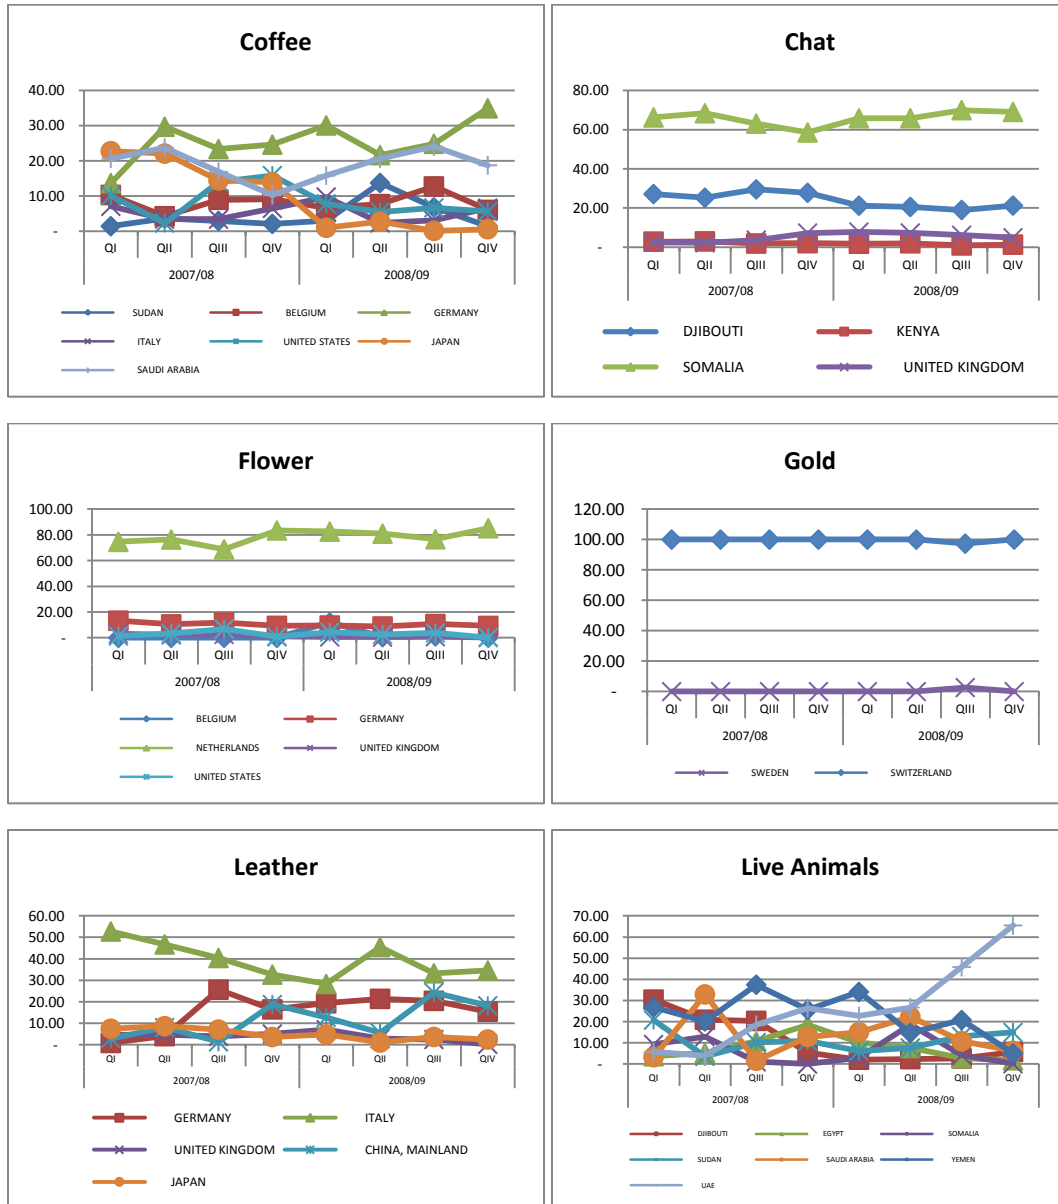 Coffee
40.00
30.00
20.00
10.00
-
QI QII QIII QIV QI QII QIII QIV
2007/08 2008/09
SUDAN BELGIUM GERMANY
ITALY UNITED STATES JAPAN
SAUDI ARABIA
Chat
80.00
60.00
40.00
20.00
-
QI QII QIII QIV QI QII QIII QIV
2007/08 2008/09
DJIBOUTI KENYA
SOMALIA UNITED KINGDOM
Flower
100.00
80.00
60.00
40.00
20.00
-
QI QII QIII QIV QI QII QIII QIV
2007/08 2008/09
BELGIUM GERMANY
NETHERLANDS UNITED KINGDOM
UNITED STATES
Gold
120.00
100.00
80.00
60.00
40.00
20.00
-
QI QII QIII QIV QI QII QIII QIV
2007/08 2008/09
SWEDEN SWITZERLAND
Leather
60.00
50.00
40.00
30.00
20.00
10.00
-
QI QII QIII QIV QI QII QIII QIV
2007/08 2008/09
GERMANY ITALY
UNITED KINGDOM CHINA, MAINLAND
JAPAN
Live Animals
70.00
60.00
50.00
40.00
30.00
20.00
10.00
-
QI QII QIII QIV QI QII QIII QIV
2007/08 2008/09
DJIBOUTI EGYPT SOMALIA
SUDAN SAUDI ARABIA YEMEN
UAE